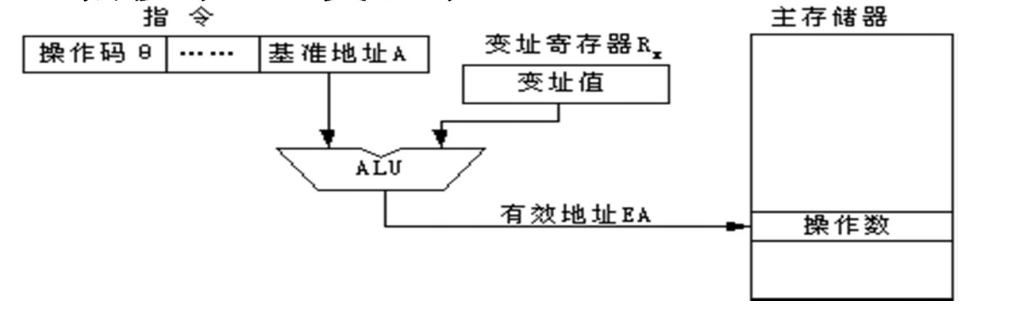 指 令
主存储器
操作码 θ
……
基准地址A
变址寄存器Rx
变址值
ALU
有效地址EA
操作数